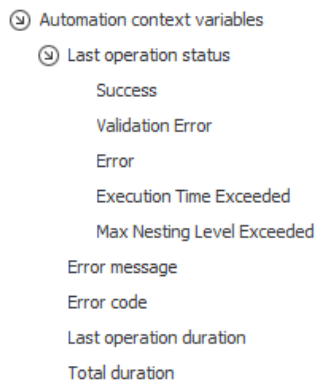 Automation context variables
Last operation status
Success
Validation Error
Error
Execution Time Exceeded
Max Nesting Level Exceeded
Error message
Error code
Last operation duration
Total duration